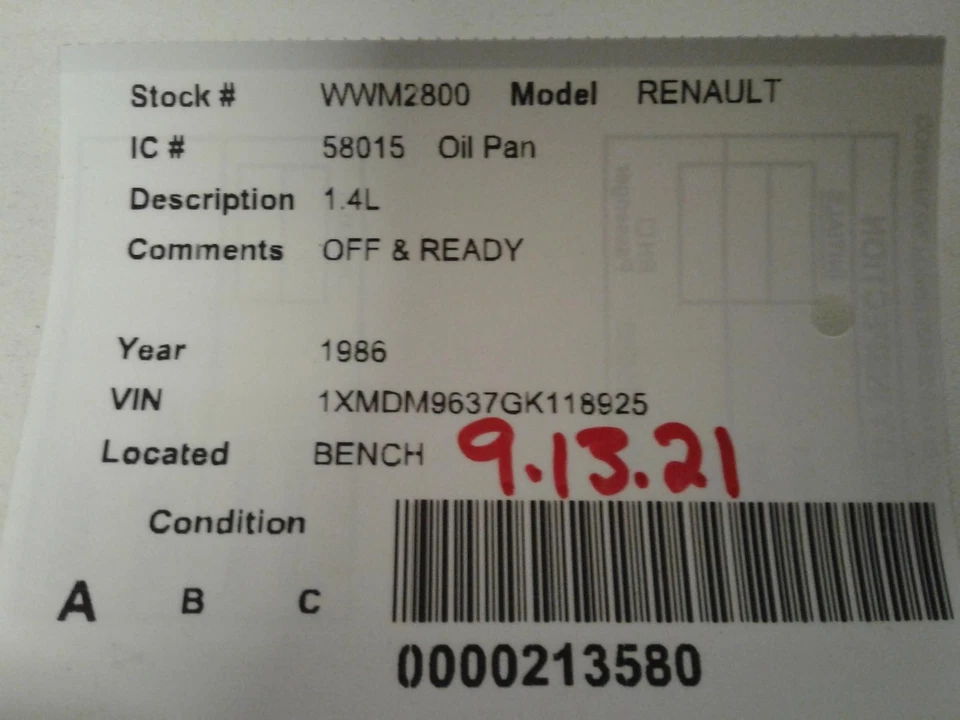 Stock # WWM2800 Model RENAULT
IC # 58015 Oil Pan
Description 1.4L
Comments OFF & READY
Year 1986
VIN 1XMDM9637GK118925
Located BENCH 9.13.21
Condition
A B C
0000213580